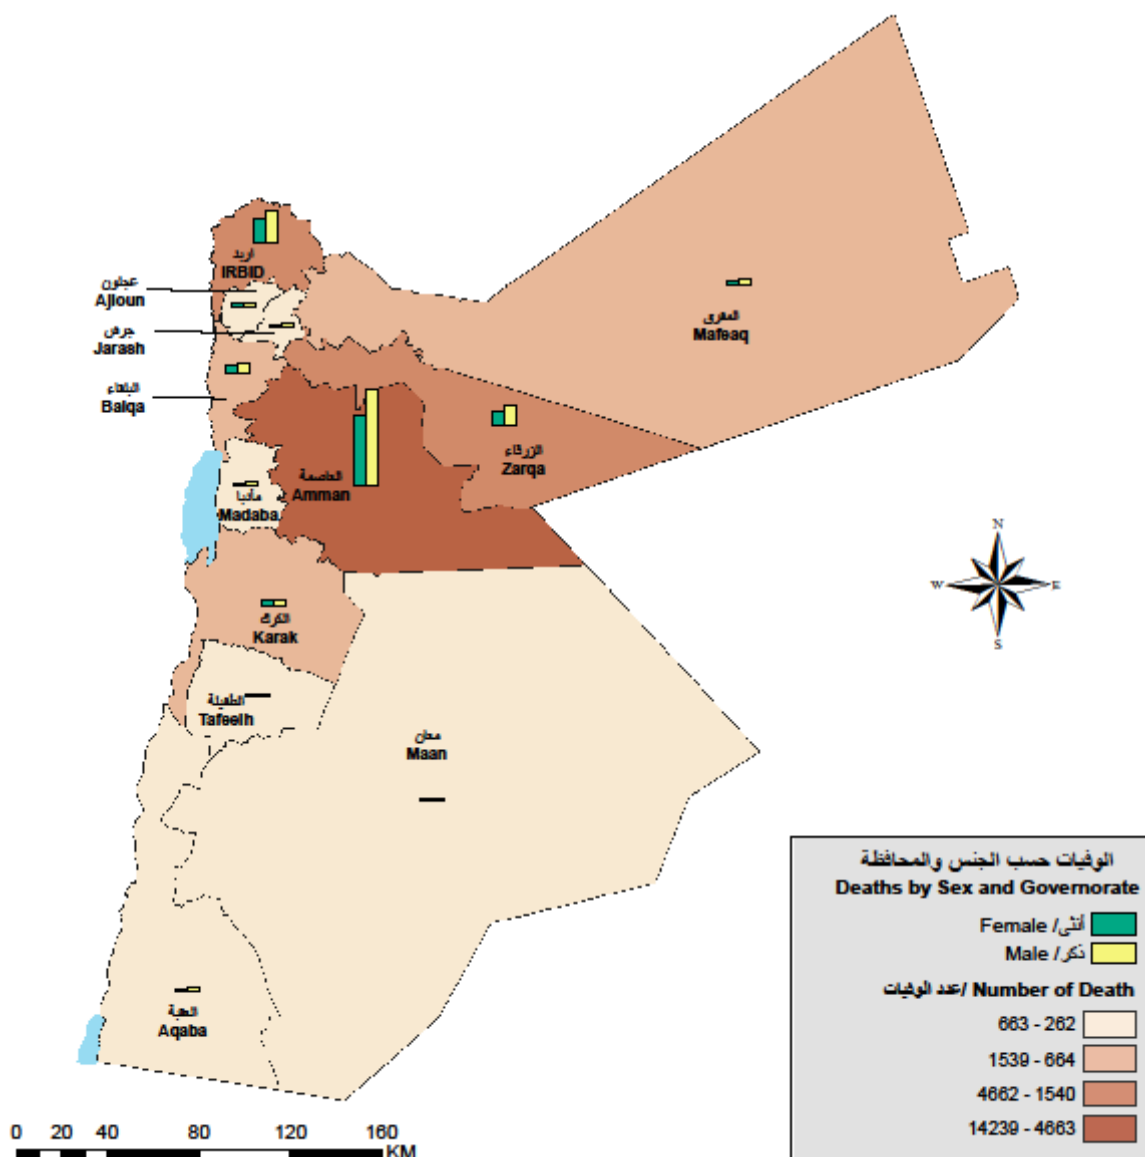 اربد
IRBID
عجلون
Ajloun
جرش
Jarash
البلقاء
Balqa
المفرق
Mafeaq
الزرقاء
Zarqa
العاصمة
Amman
مأدبا
Madaba
الكرك
Karak
الطفيلة
Tafeelh
معان
Maan
العقبة
Aqaba
N
W
E
S
الوفيات حسب الجنس والمحافظة
Deaths by Sex and Governorate
Female /أنثى
Male /ذكر
عدد الوفيات/ Number of Death
663 - 262
1539 - 664
4662 - 1540
14239 - 4663
0 20 40 80 120 160
KM